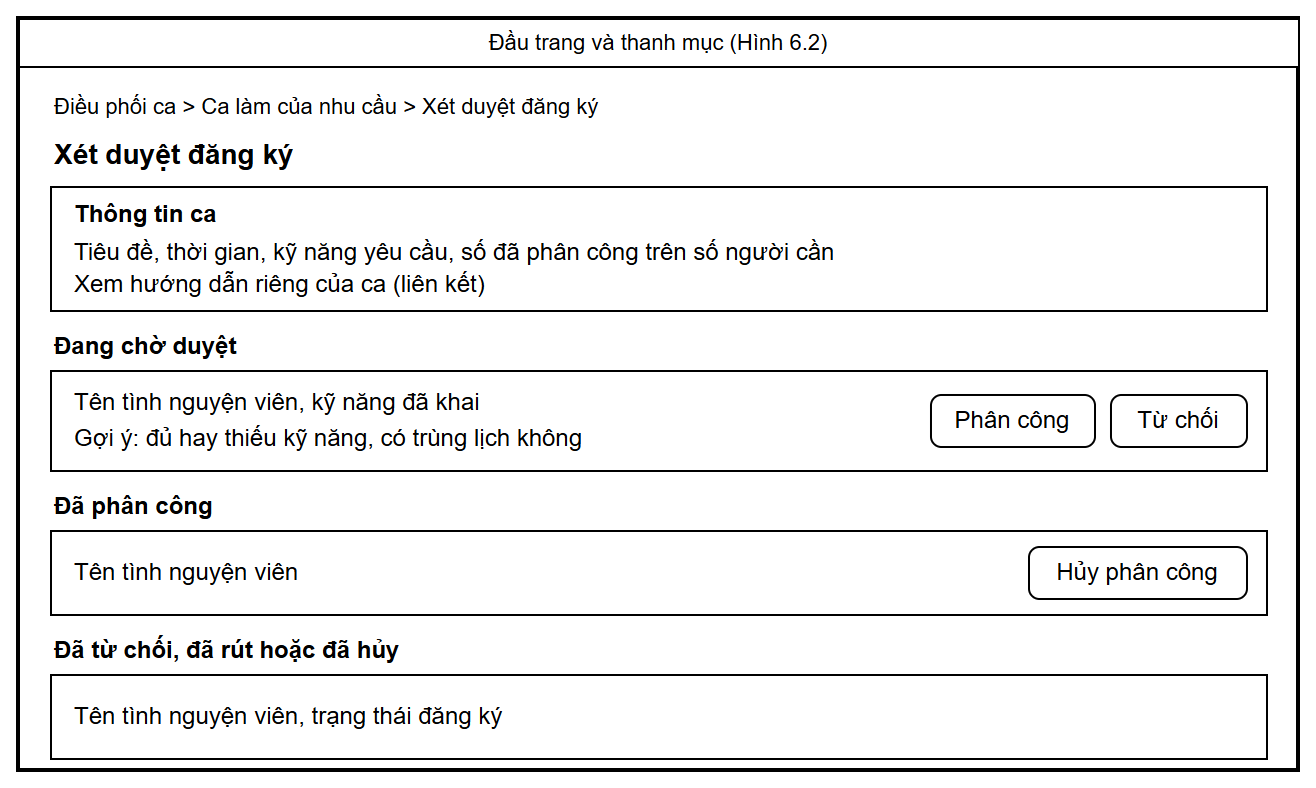 Đầu trang và thanh mục (Hình 6.2)
Điều phối ca > Ca làm của nhu cầu > Xét duyệt đăng ký
Xét duyệt đăng ký
Thông tin ca
Tiêu đề, thời gian, kỹ năng yêu cầu, số đã phân công trên số người cần
Xem hướng dẫn riêng của ca (liên kết)
Đang chờ duyệt
Tên tình nguyện viên, kỹ năng đã khai
Gợi ý: đủ hay thiếu kỹ năng, có trùng lịch không
Phân công
Từ chối
Đã phân công
Tên tình nguyện viên
Hủy phân công
Đã từ chối, đã rút hoặc đã hủy
Tên tình nguyện viên, trạng thái đăng ký